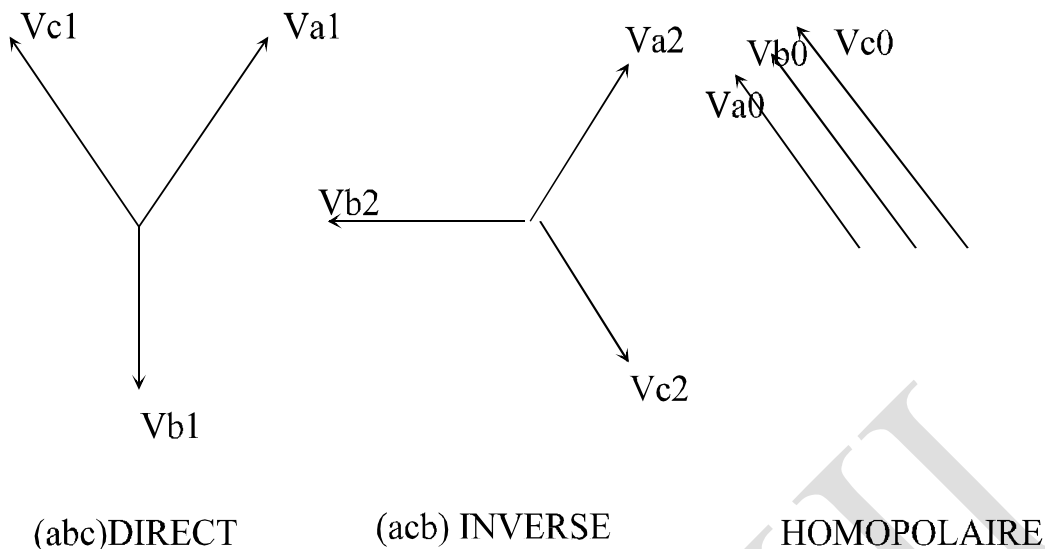 Vc1
Va1
Vb1
(abc)DIRECT
Va2
Vb2
Vc2
(acb) INVERSE
Va0
Vb0
Vc0
HOMOPOLAIRE